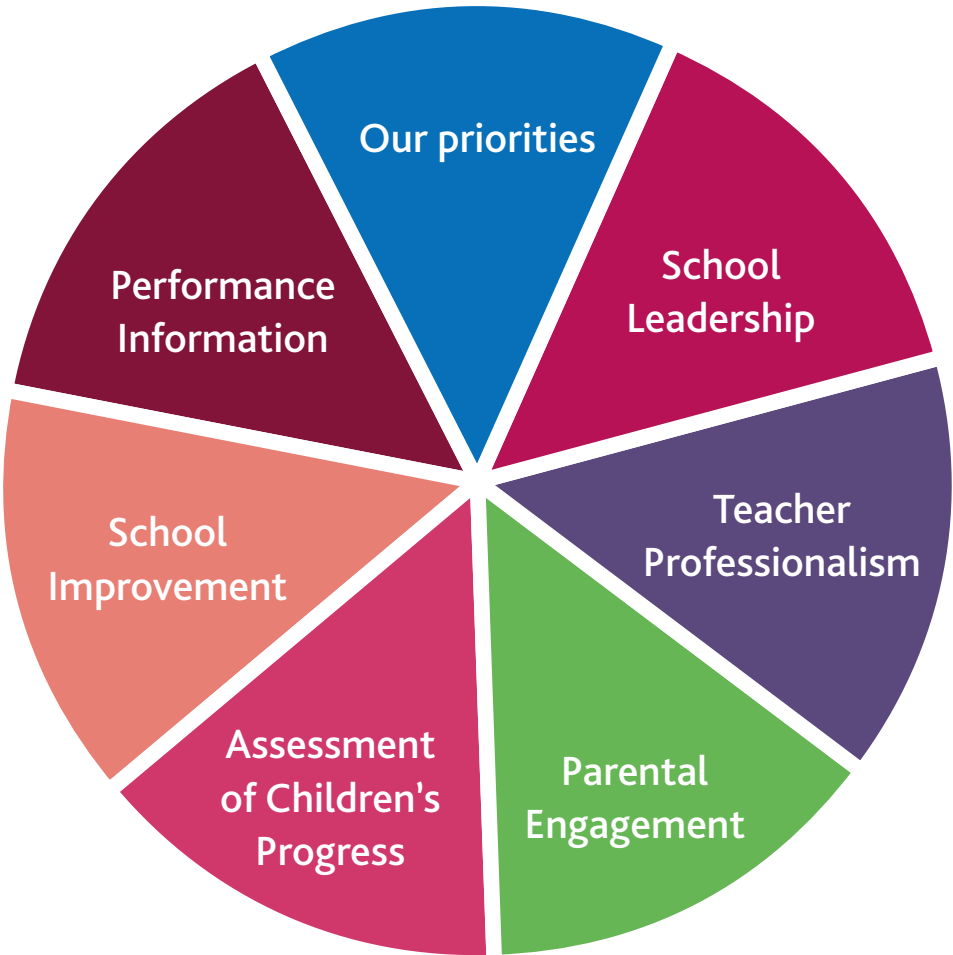 Our priorities
School
Leadership
Teacher
Professionalism
Parental
Engagement
Assessment
of Children’s
Progress
School
Improvement
Performance
Information